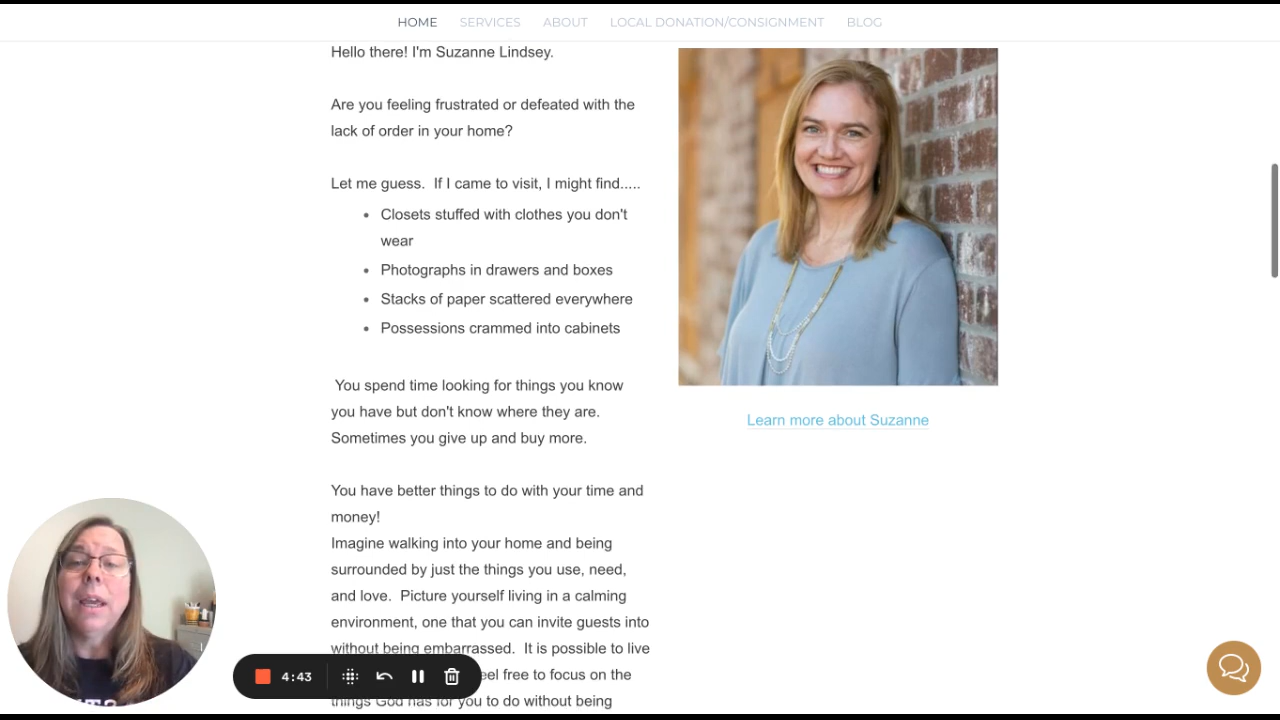 HOME SERVICES ABOUT LOCAL DONATION/CONSIGNMENT BLOG
Hello there! I'm Suzanne Lindsey.
Are you feeling frustrated or defeated with the
lack of order in your home?
Let me guess.  If I came to visit, I might find.....
• Closets stuffed with clothes you don't
wear
• Photographs in drawers and boxes
• Stacks of paper scattered everywhere
• Possessions crammed into cabinets
You spend time looking for things you know
you have but don't know where they are.
Sometimes you give up and buy more.
You have better things to do with your time and
money!
Imagine walking into your home and being
surrounded by just the things you use, need,
and love.  Picture yourself living in a calming
environment, one that you can invite guests into
without being embarrassed.  It is possible to live
eel free to focus on the
things God has for you to do without being
Learn more about Suzanne
4:43